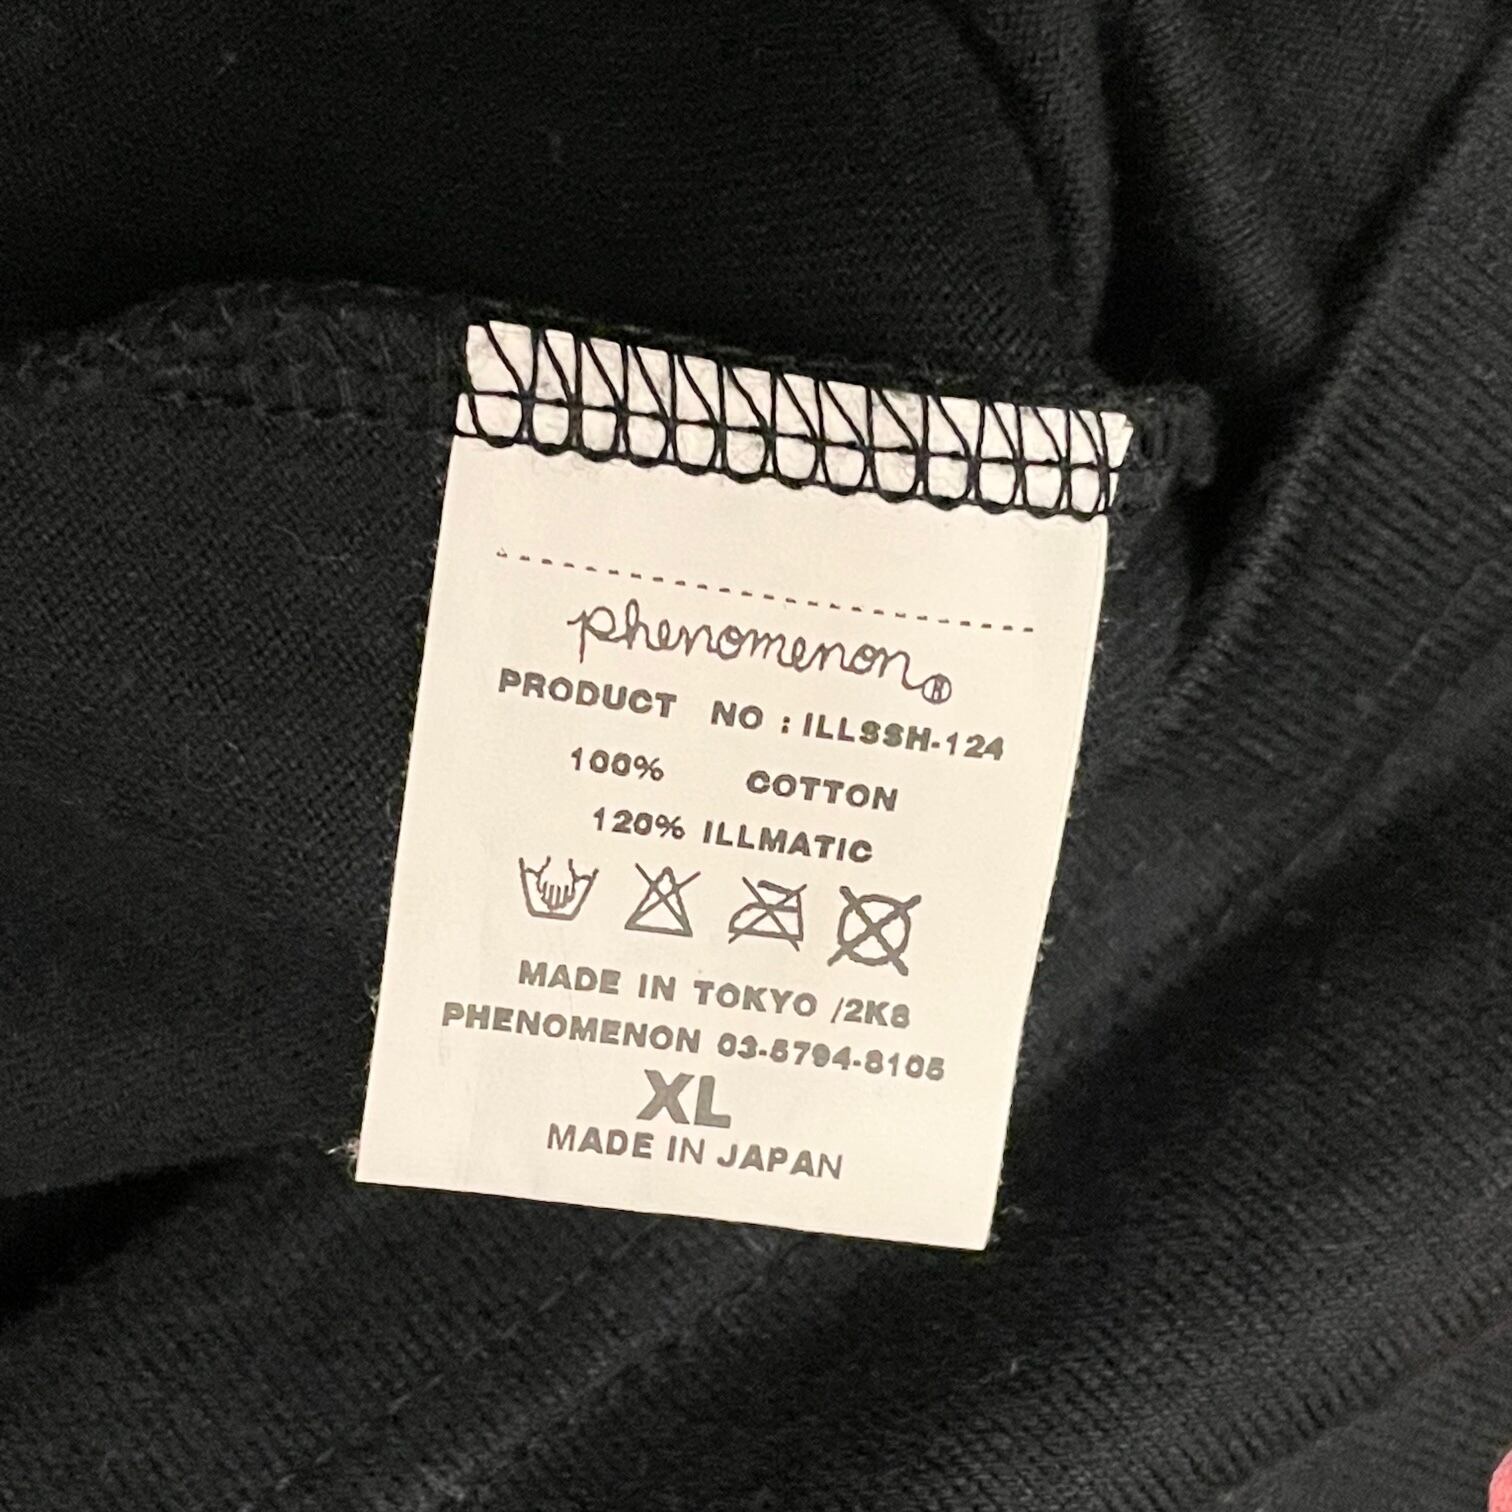 phenomenon®
PRODUCT NO : ILLSSH-124
100% COTTON
120% ILLMATIC
MADE IN TOKYO /2K8
PHENOMENON 03-5794-8105
XL
MADE IN JAPAN